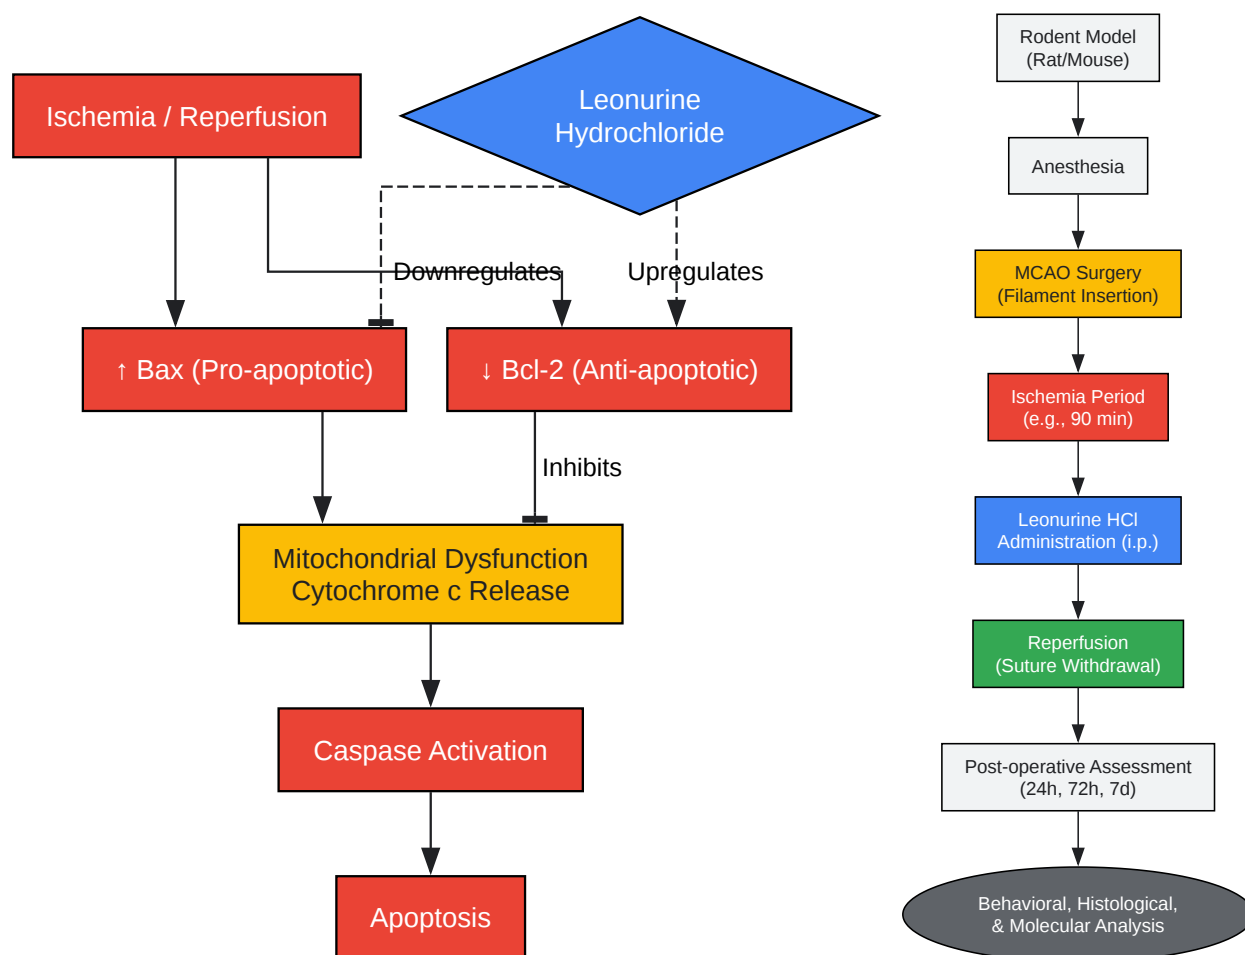 Ischemia / Reperfusion
Leonurine
Hydrochloride
Downregulates
Upregulates
↑ Bax (Pro-apoptotic)
↓ Bcl-2 (Anti-apoptotic)
Inhibits
Mitochondrial Dysfunction
Cytochrome c Release
Caspase Activation
Apoptosis
Rodent Model
(Rat/Mouse)
Anesthesia
MCAO Surgery
(Filament Insertion)
Ischemia Period
(e.g., 90 min)
Leonurine HCl
Administration (i.p.)
Reperfusion
(Suture Withdrawal)
Post-operative Assessment
(24h, 72h, 7d)
Behavioral, Histological,
& Molecular Analysis